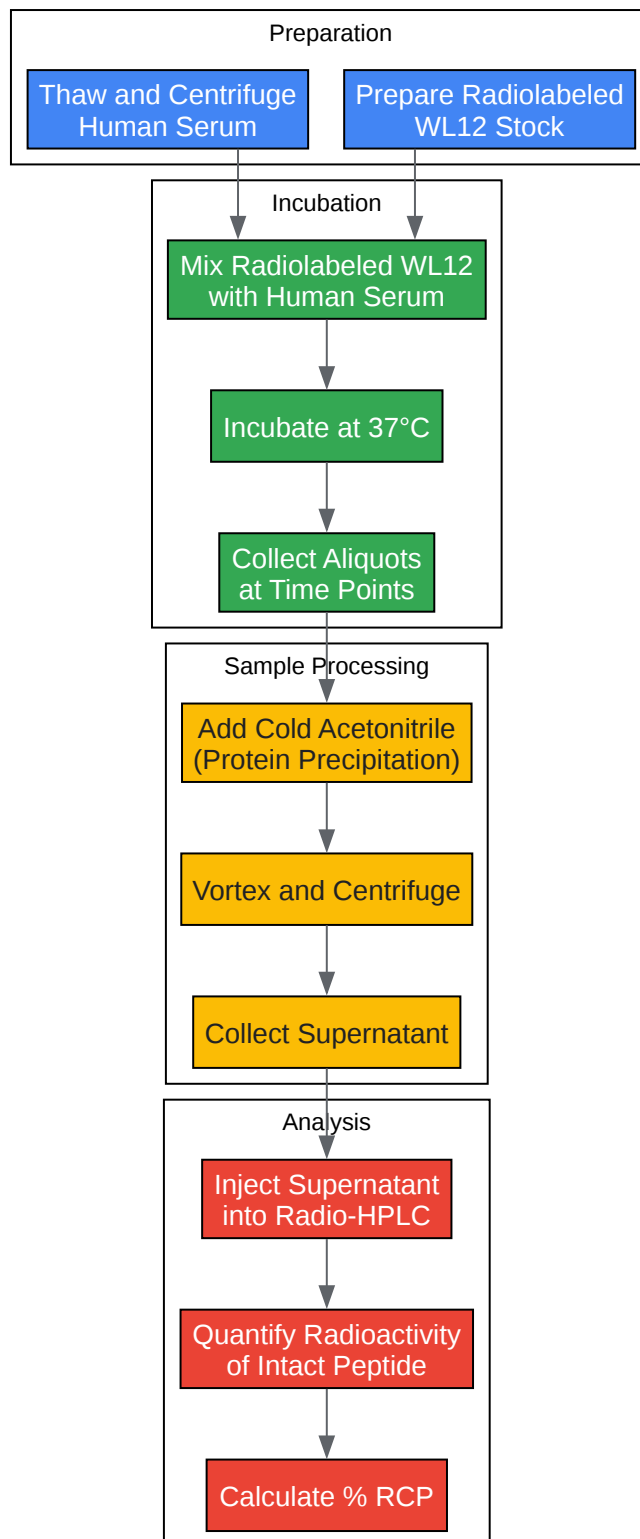 Preparation
Thaw and Centrifuge
Human Serum
Prepare Radiolabeled
WL12 Stock
Incubation
Mix Radiolabeled WL12
with Human Serum
Incubate at 37°C
Collect Aliquots
at Time Points
Sample Processing
Add Cold Acetonitrile
(Protein Precipitation)
Vortex and Centrifuge
Collect Supernatant
Analysis
Inject Supernatant
into Radio-HPLC
Quantify Radioactivity
of Intact Peptide
Calculate % RCP